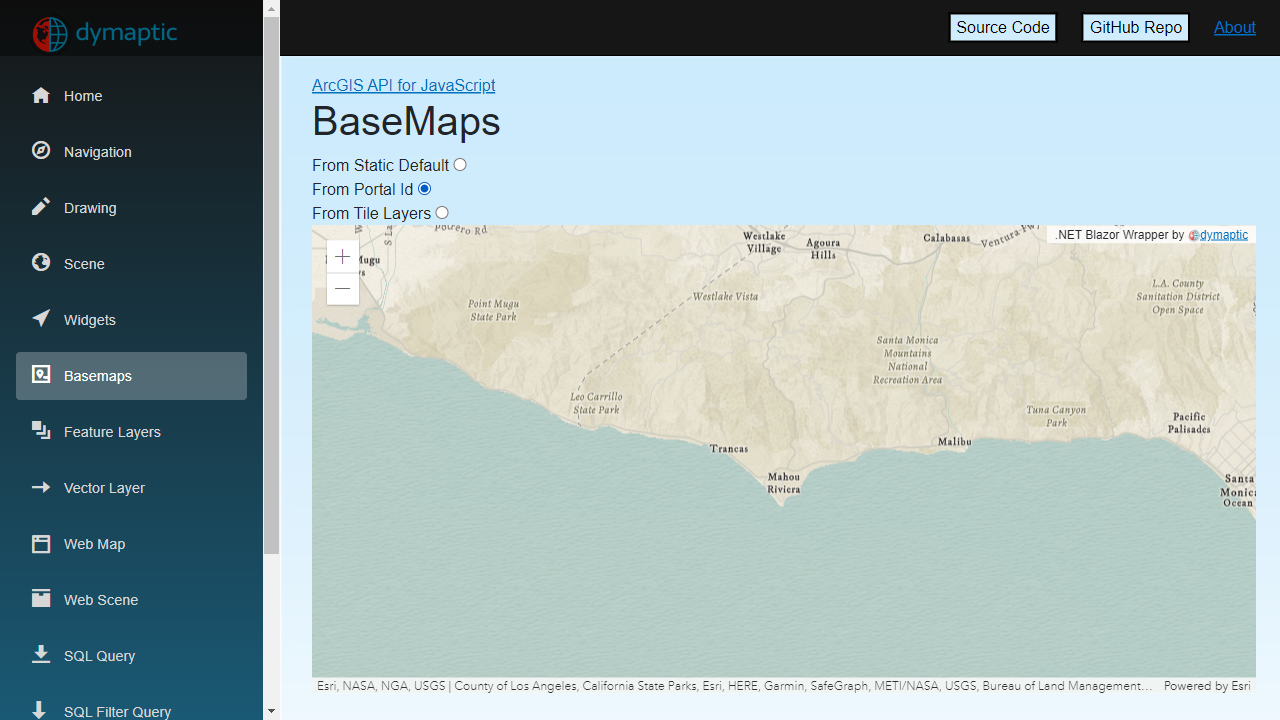 dymaptic
Home
Navigation
Drawing
Scene
Widgets
Basemaps
Feature Layers
Vector Layer
Web Map
Web Scene
SQL Query
SQL Filter Query
Source Code
GitHub Repo
About
ArcGIS API for JavaScript
BaseMaps
From Static Default
From Portal Id
From Tile Layers
.NET Blazor Wrapper by dymaptic
Potrero Rd
Westlake
Village
Agoura
Hills
Calabasas
Mugu
Point Mugu
State Park
Westlake Vista
L.A. County
Sanitation District
Open Space
Santa Monica
Mountains
National
Recreation Area
Leo Carrillo
State Park
Tuna Canyon
Park
Pacific
Palisades
Trancas
Malibu
Mahou
Riviera
Santa
Monic
Ocean
Esri, NASA, NGA, USGS | County of Los Angeles, California State Parks, Esri, HERE, Garmin, SafeGraph, METI/NASA, USGS, Bureau of Land Management…
Powered by Esri